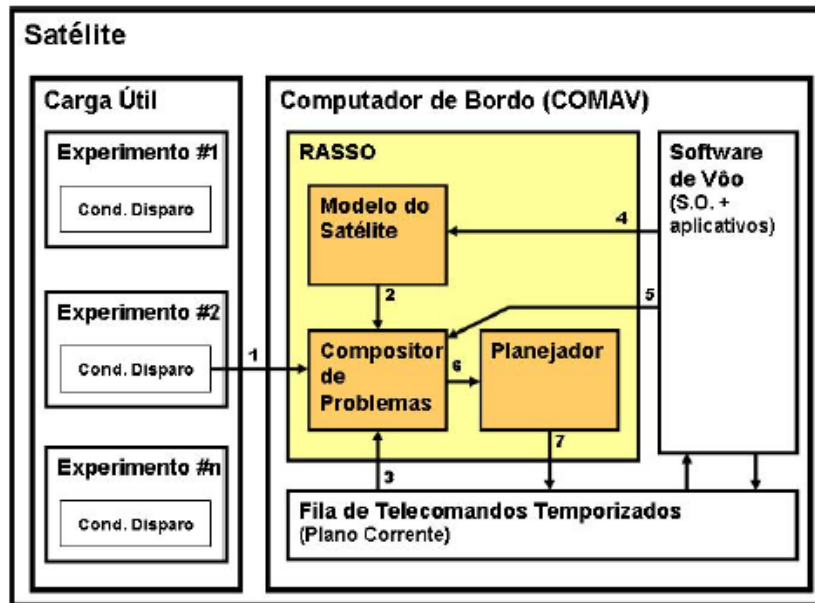 Satélite
Carga Útil
Experimento #1
Cond. Disparo
Experimento #2
Cond. Disparo
Experimento #n
Cond. Disparo
1
Computador de Bordo (COMAV)
RASSO
Modelo do
Satélite
2
Compositor
de
Problemas
6
Planejador
3
7
4
5
Software
de Vôo
(S.O. +
aplicativos)
Fila de Telecomandos Temporizados
(Plano Corrente)